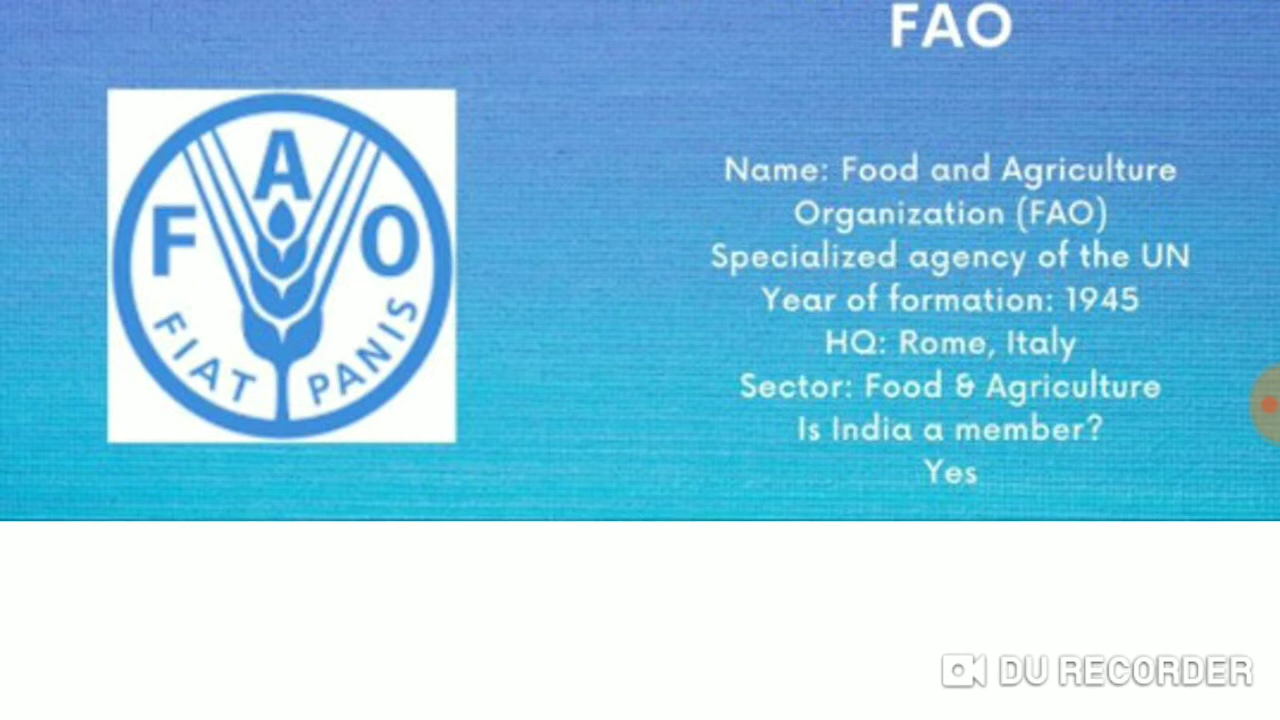 FAO
F A O
FIAT PANIS
Name: Food and Agriculture
Organization (FAO)
Specialized agency of the UN
Year of formation: 1945
HQ: Rome, Italy
Sector: Food & Agriculture
Is India a member?
Yes
DU RECORDER